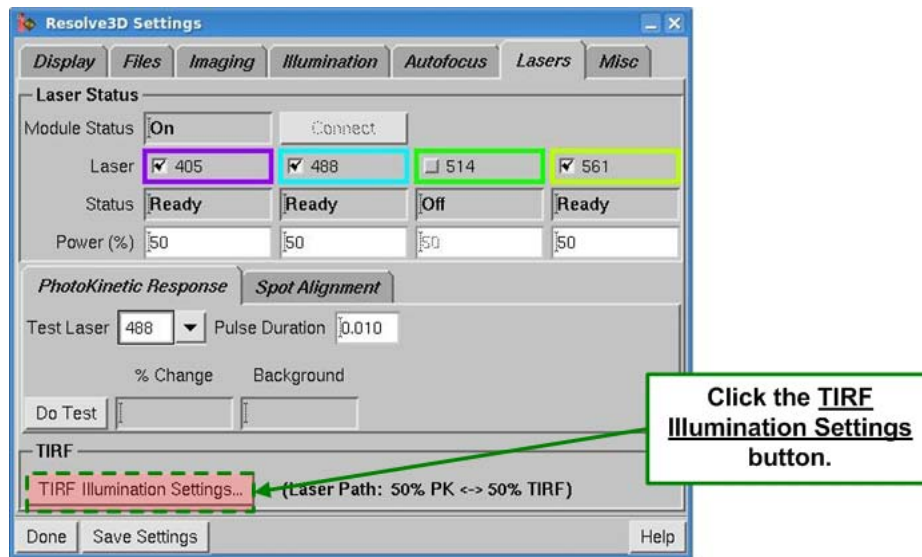 Resolve3D Settings
Display Files Imaging Illumination Autofocus Lasers Misc
Laser Status
Module Status On Connect
Laser 405 488 514 561
Status Ready Ready Off Ready
Power (%) 50 50 50 50
PhotoKinetic Response Spot Alignment
Test Laser 488 Pulse Duration 0.010
% Change Background
Do Test
TIRF
TIRF Illumination Settings... (Laser Path: 50% PK <-> 50% TIRF)
Done Save Settings Help
Click the TIRF
Illumination Settings
button.